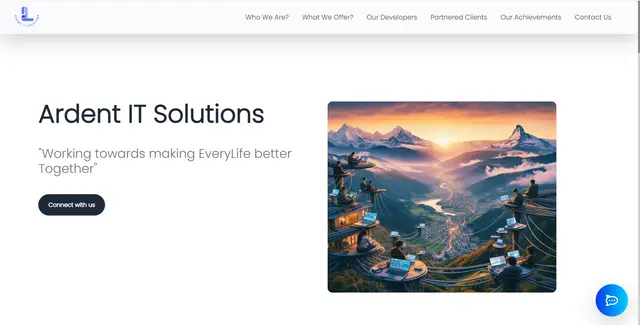 Who We Are?
What We Offer?
Our Developers
Partnered Clients
Our Achievements
Contact Us
Ardent IT Solutions
"Working towards making EveryLife better
Together"
Connect with us